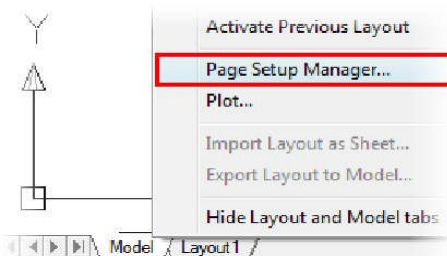 Y
Activate Previous Layout
Page Setup Manager...
Plot...
Import Layout as Sheet...
Export Layout to Model...
Hide Layout and Model tabs
Model / Layout1 /